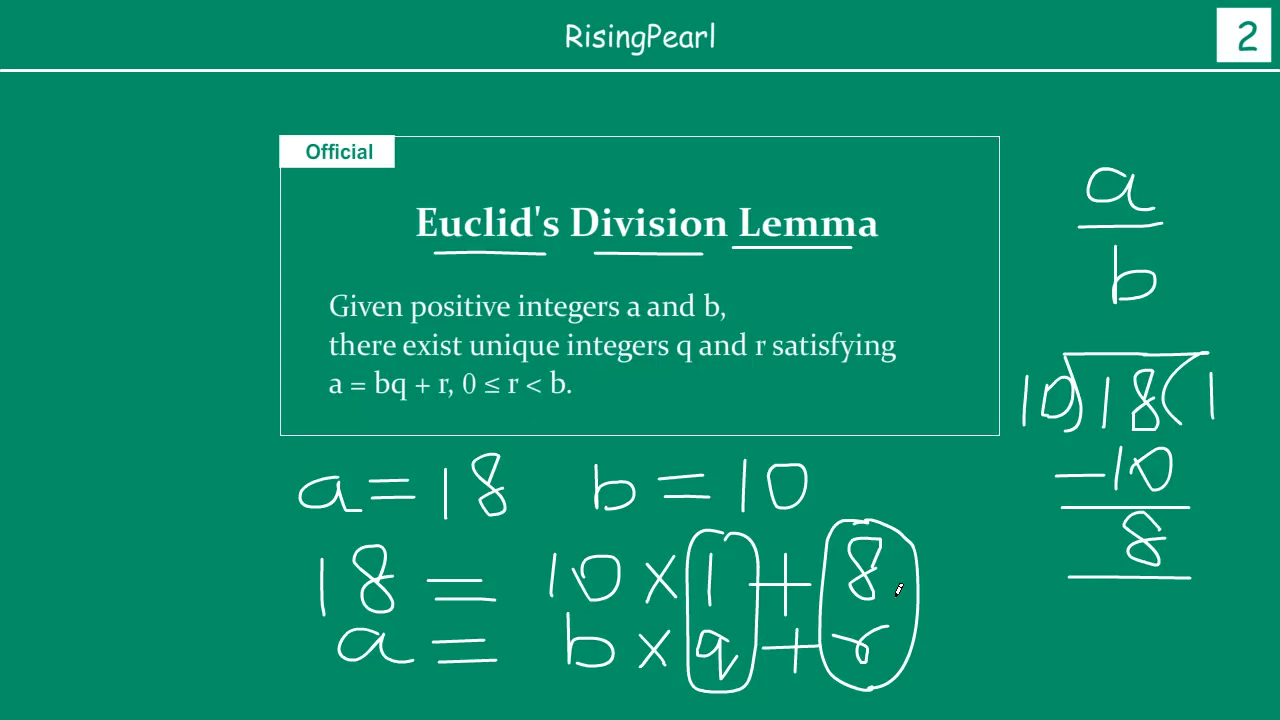 RisingPearl
2
Official
Euclid's Division Lemma
Given positive integers a and b,
there exist unique integers q and r satisfying
a = bq + r, 0 ≤ r < b.
a = 18 b = 10
18 = 10 × 1 + 8
a = b × q + r
a
b
10)18(1
-10
8